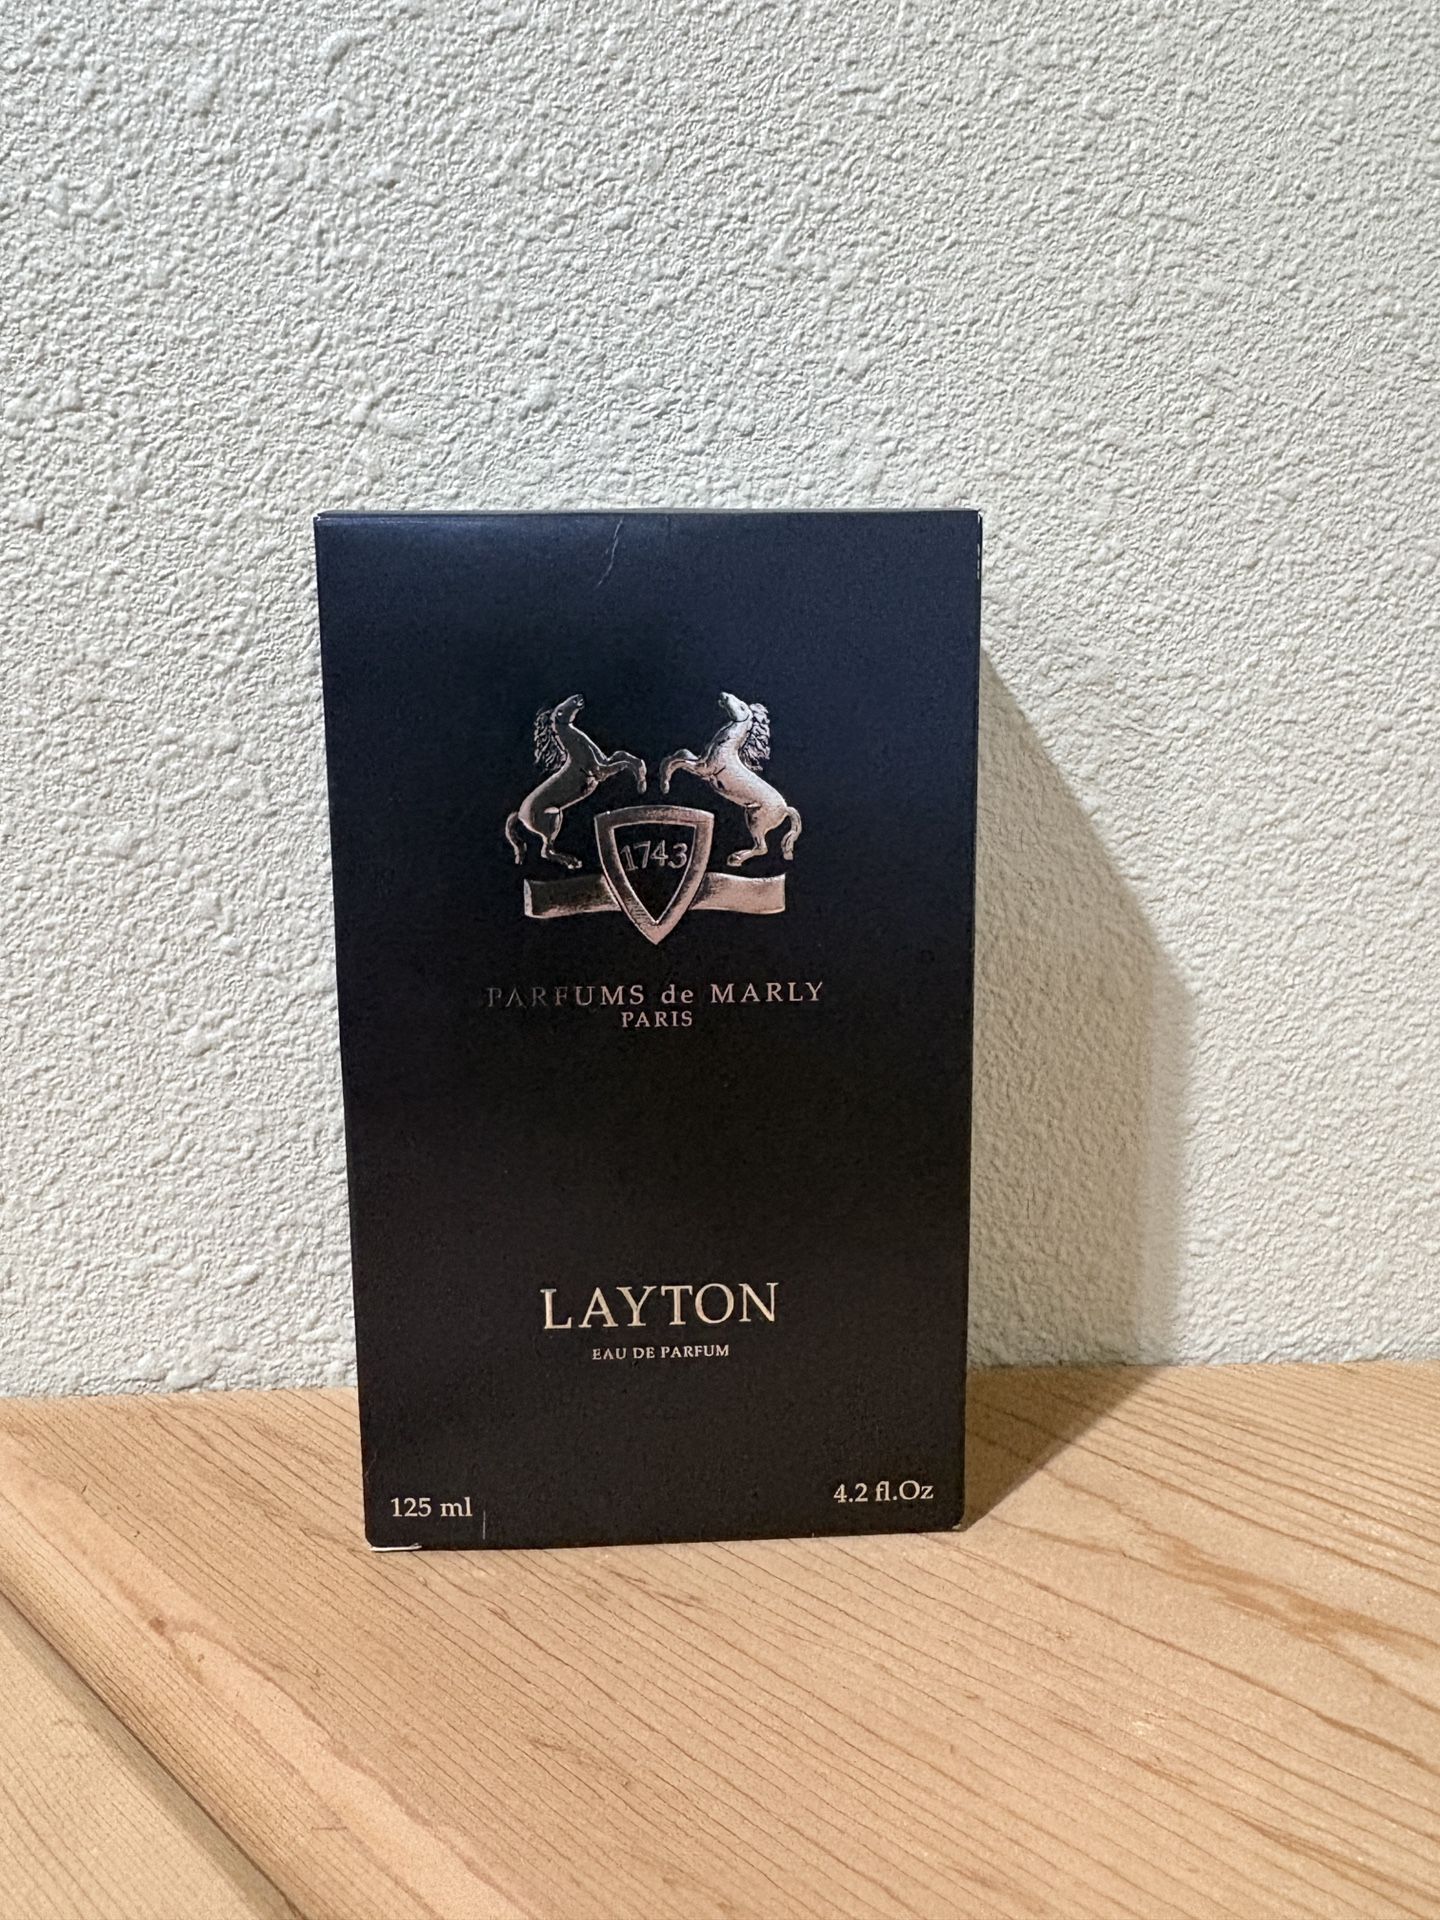 1743
PARFUMS de MARLY
PARIS
LAYTON
EAU DE PARFUM
125 ml
4.2 fl.Oz